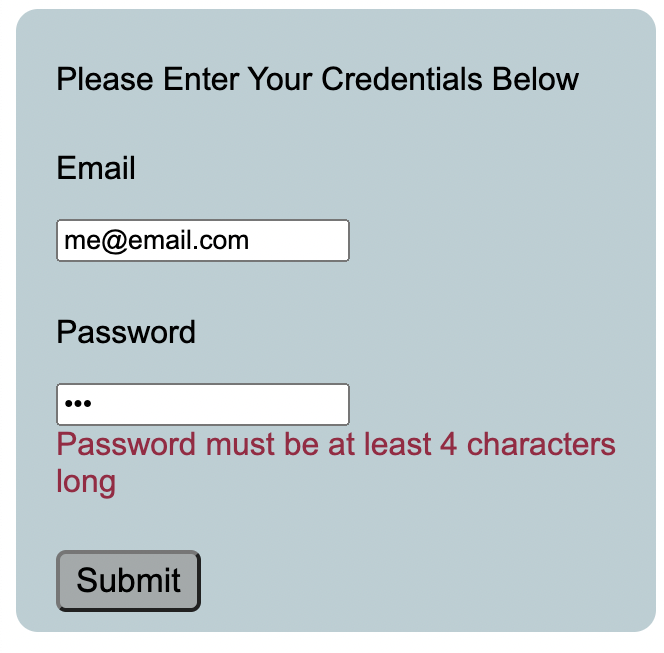 Please Enter Your Credentials Below
Email
me@email.com
Password
•••
Password must be at least 4 characters
long
Submit